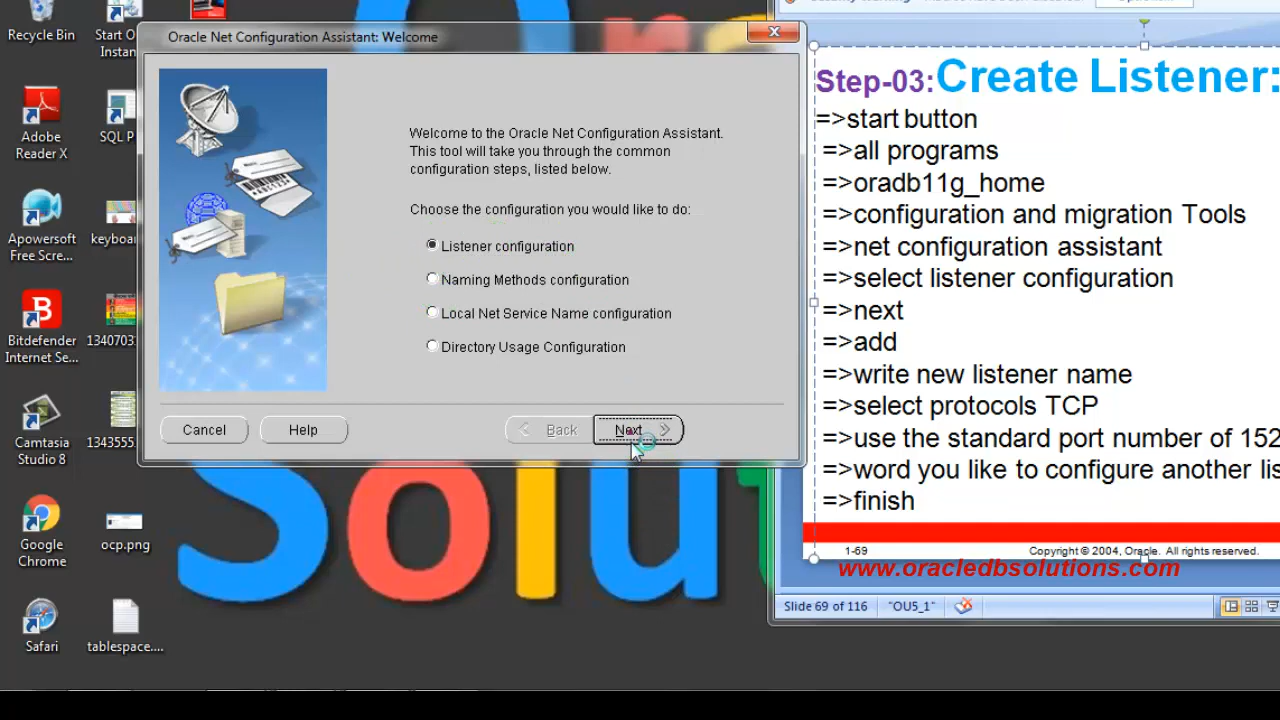 Recycle Bin
Start O...
Instan
Adobe
Reader X
SQL P
Apowersoft
Free Scre...
keyboar
Bitdefender
Internet Se...
1340703
Camtasia
Studio 8
1343555
Google
Chrome
ocp.png
Safari
tablespace....
Oracle Net Configuration Assistant: Welcome
Welcome to the Oracle Net Configuration Assistant.
This tool will take you through the common
configuration steps, listed below.
Choose the configuration you would like to do:
Listener configuration
Naming Methods configuration
Local Net Service Name configuration
Directory Usage Configuration
Cancel
Help
Back
Next
Solut
Step-03:Create Listener:
=>start button
=>all programs
=>oradb11g_home
=>configuration and migration Tools
=>net configuration assistant
=>select listener configuration
=>next
=>add
=>write new listener name
=>select protocols TCP
=>use the standard port number of 152
=>word you like to configure another lis
=>finish
1-69
Copyright © 2004, Oracle. All rights reserved.
www.oracledbsolutions.com
Slide 69 of 116
"OU5_1"